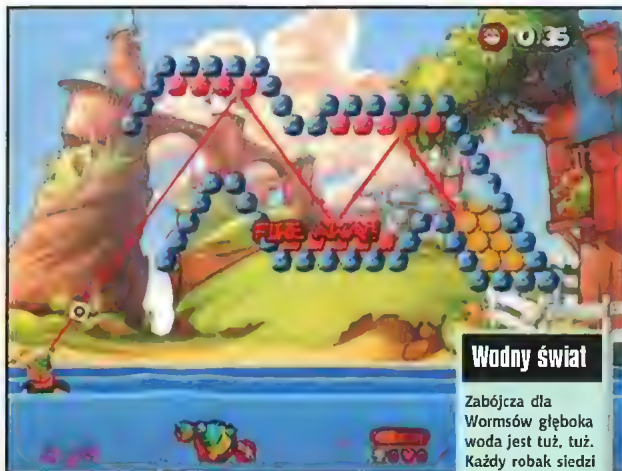 0:35
FIRE AWAY!
Wodny świat
Zabójcza dla
Wormsów głęboka
woda jest tuż, tuż.
Każdy robak siedzi